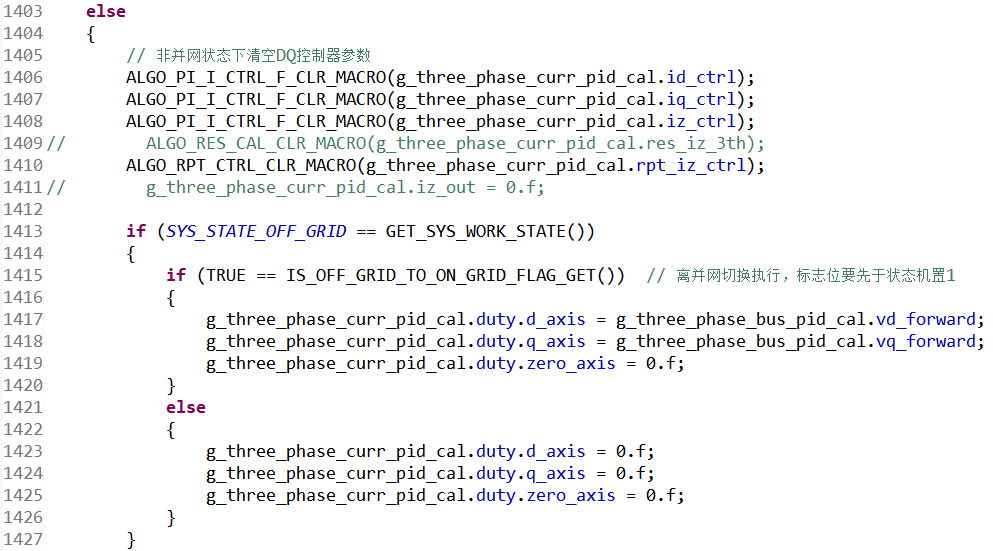 1403    else
1404    {
1405        // 非并网状态下清空DQ控制器参数
1406        ALGO_PI_I_CTRL_F_CLR_MACRO(g_three_phase_curr_pid_cal.id_ctrl);
1407        ALGO_PI_I_CTRL_F_CLR_MACRO(g_three_phase_curr_pid_cal.iq_ctrl);
1408        ALGO_PI_I_CTRL_F_CLR_MACRO(g_three_phase_curr_pid_cal.iz_ctrl);
1409//        ALGO_RES_CAL_CLR_MACRO(g_three_phase_curr_pid_cal.res_iz_3th);
1410        ALGO_RPT_CTRL_CLR_MACRO(g_three_phase_curr_pid_cal.rpt_iz_ctrl);
1411//        g_three_phase_curr_pid_cal.iz_out = 0.f;
1412
1413        if (SYS_STATE_OFF_GRID == GET_SYS_WORK_STATE())
1414        {
1415            if (TRUE == IS_OFF_GRID_TO_ON_GRID_FLAG_GET())  // 离并网切换执行，标志位要先于状态机置1
1416            {
1417                g_three_phase_curr_pid_cal.duty.d_axis = g_three_phase_bus_pid_cal.vd_forward;
1418                g_three_phase_curr_pid_cal.duty.q_axis = g_three_phase_bus_pid_cal.vq_forward;
1419                g_three_phase_curr_pid_cal.duty.zero_axis = 0.f;
1420            }
1421            else
1422            {
1423                g_three_phase_curr_pid_cal.duty.d_axis = 0.f;
1424                g_three_phase_curr_pid_cal.duty.q_axis = 0.f;
1425                g_three_phase_curr_pid_cal.duty.zero_axis = 0.f;
1426            }
1427        }